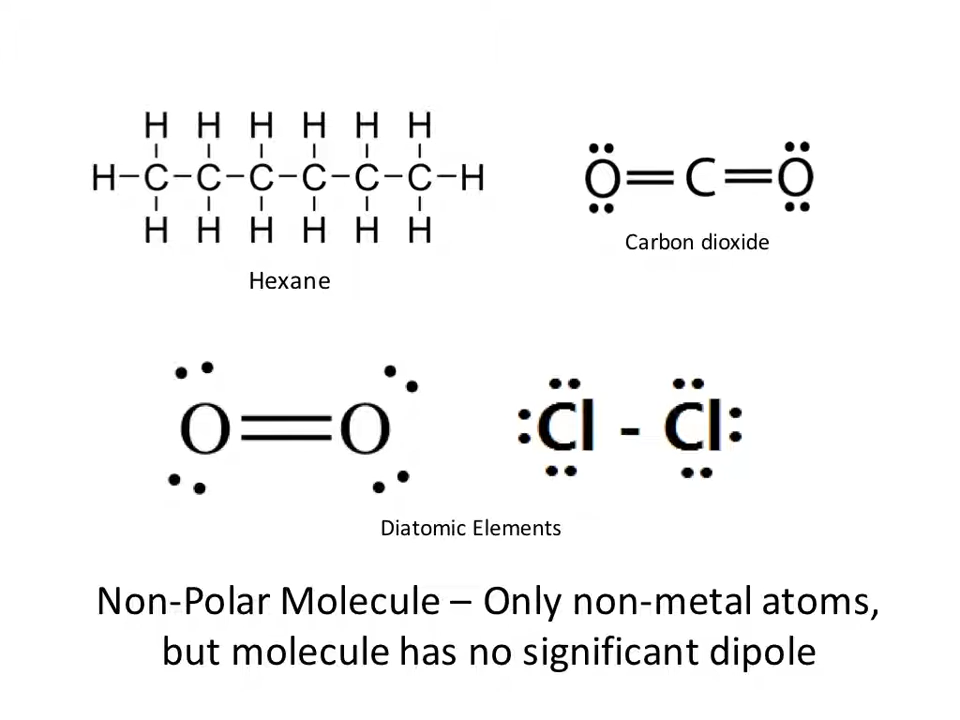 H H H H H H
H–C–C–C–C–C–C–H
H H H H H H
Hexane
O=C=O
Carbon dioxide
O=O
Cl - Cl
Diatomic Elements
Non-Polar Molecule – Only non-metal atoms,
but molecule has no significant dipole